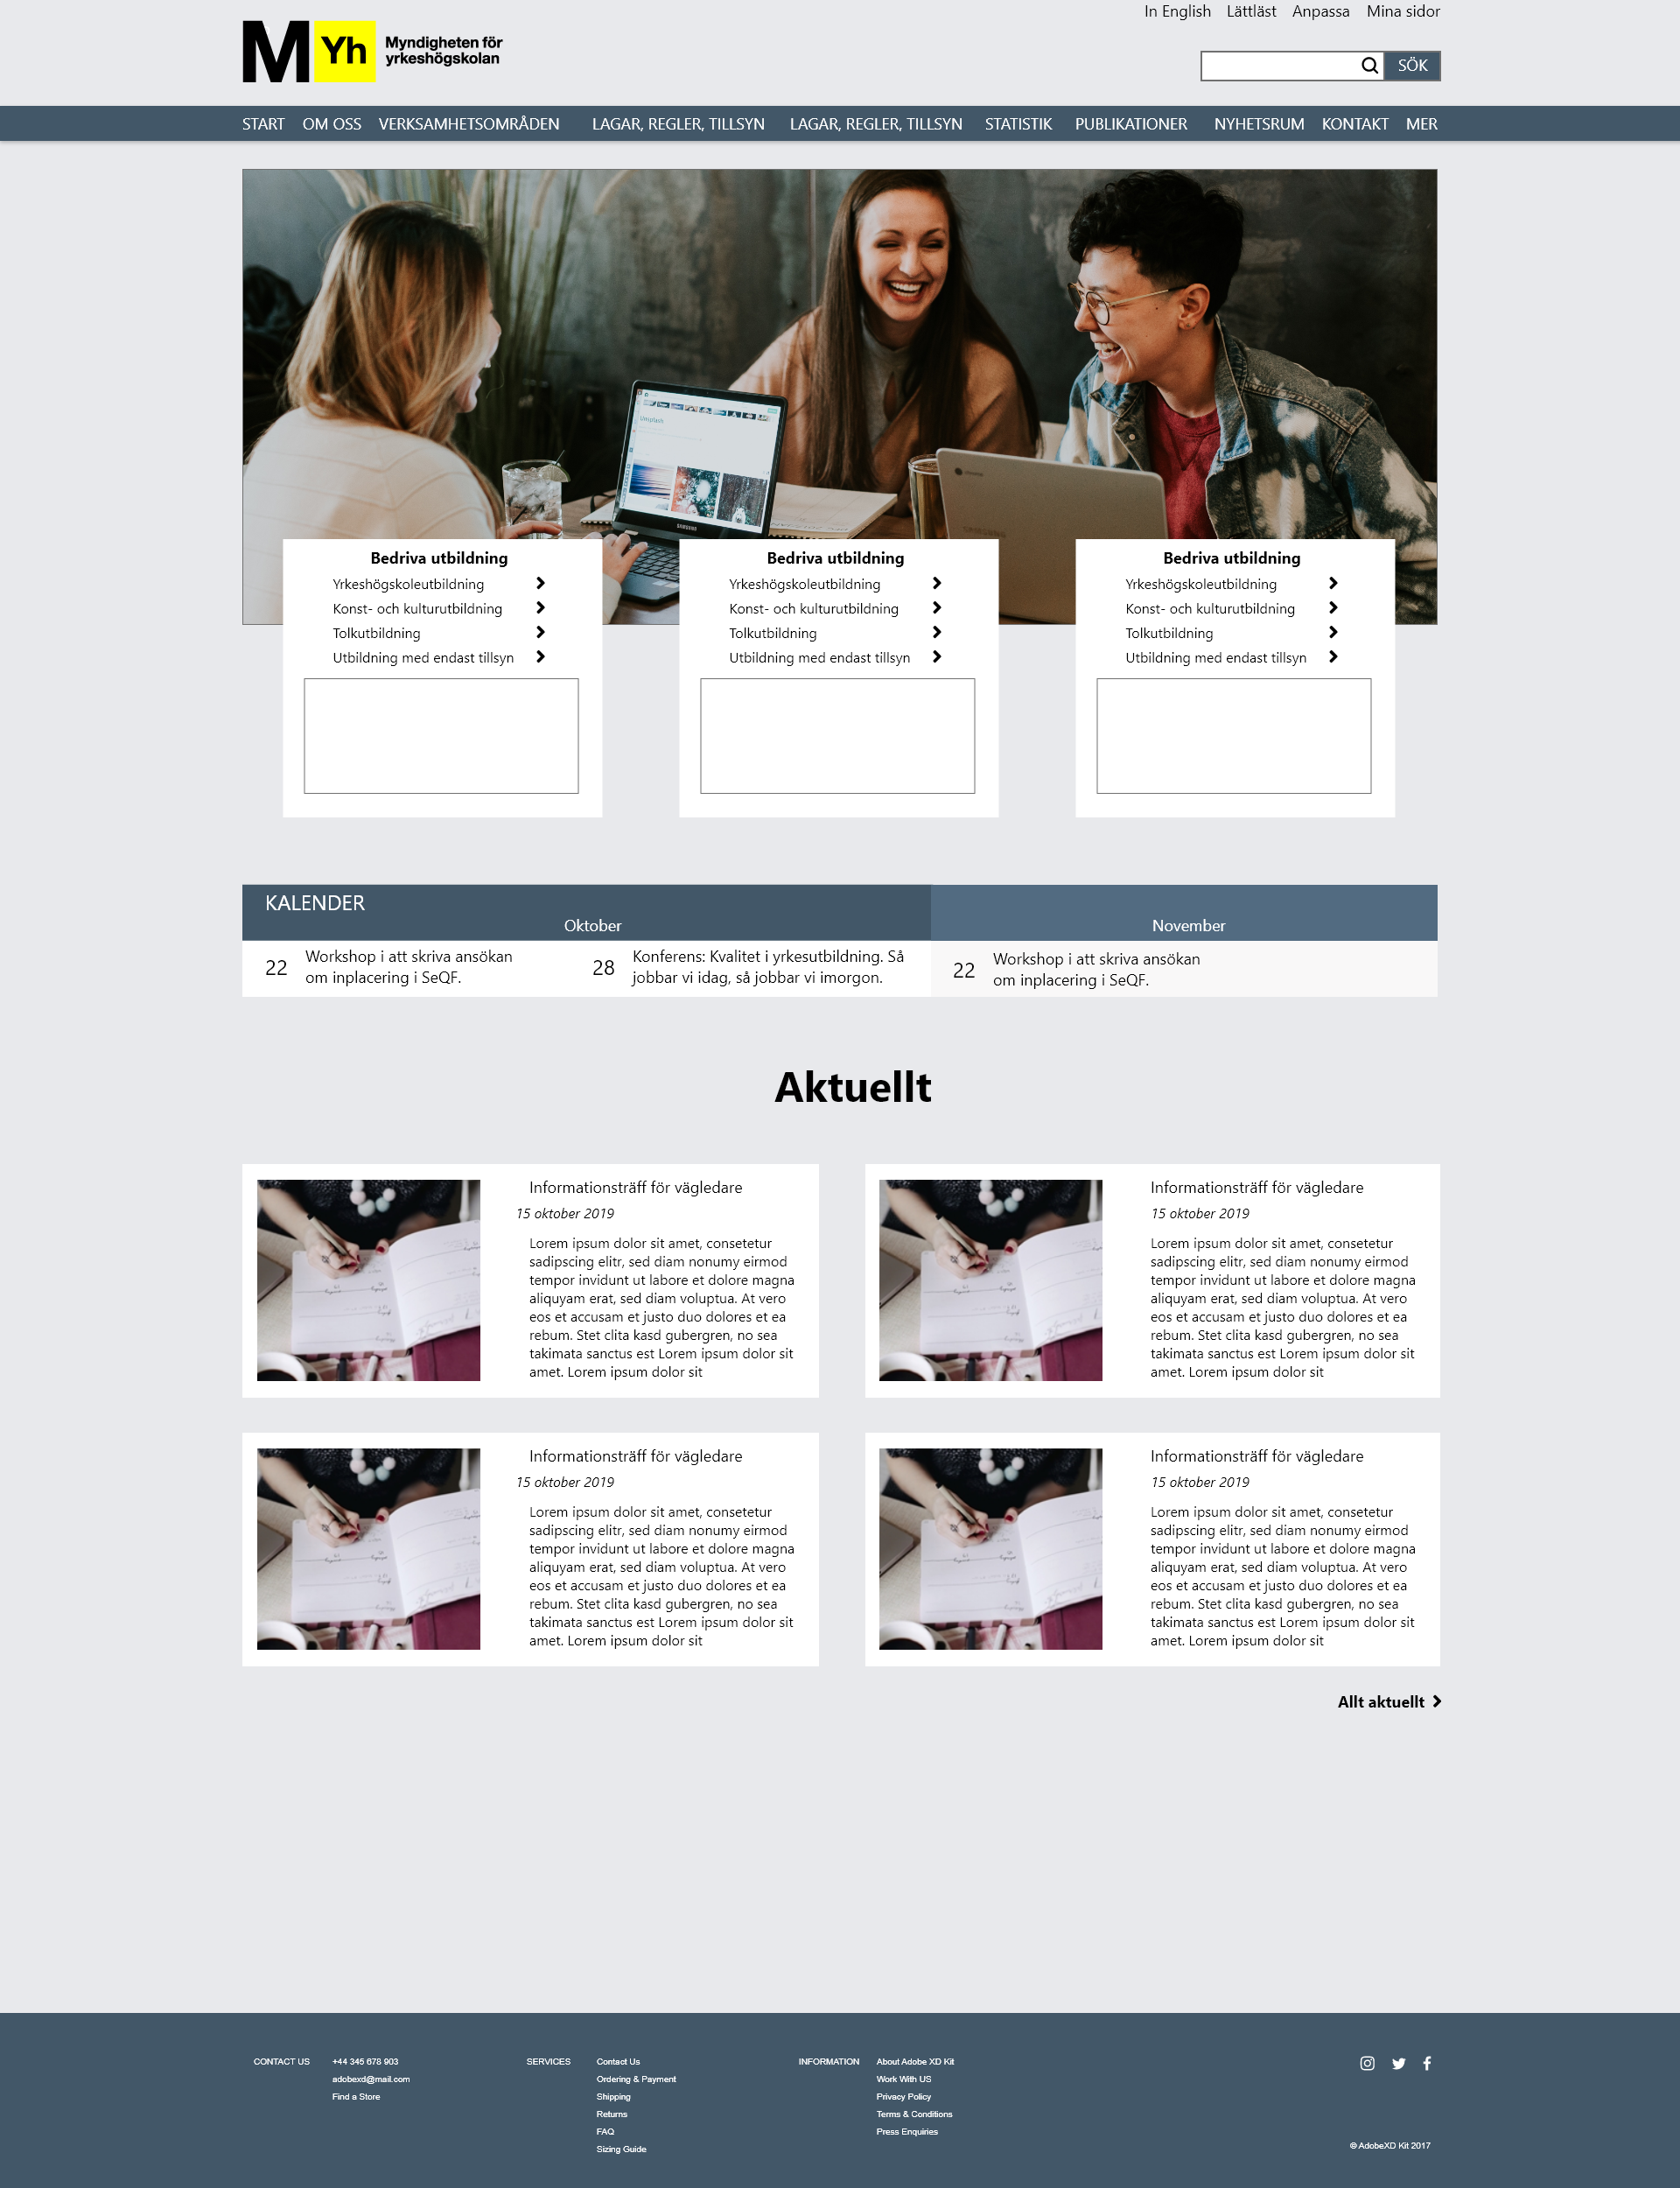 In English Lättläst Anpassa Mina sidor
M Yh Myndigheten för
yrkeshögskolan
SÖK
START OM OSS VERKSAMHETSOMRÅDEN LAGAR, REGLER, TILLSYN LAGAR, REGLER, TILLSYN STATISTIK PUBLIKATIONER NYHETSRUM KONTAKT MER
Unsplash
SAMSUNG
Bedriva utbildning
Yrkeshögskoleutbildning
Konst- och kulturutbildning
Tolkutbildning
Utbildning med endast tillsyn
Bedriva utbildning
Yrkeshögskoleutbildning
Konst- och kulturutbildning
Tolkutbildning
Utbildning med endast tillsyn
Bedriva utbildning
Yrkeshögskoleutbildning
Konst- och kulturutbildning
Tolkutbildning
Utbildning med endast tillsyn
KALENDER
Oktober
22
Workshop i att skriva ansökan
om inplacering i SeQF.
28
Konferens: Kvalitet i yrkesutbildning. Så
jobbar vi idag, så jobbar vi imorgon.
November
22
Workshop i att skriva ansökan
om inplacering i SeQF.
Aktuellt
Informationsträff för vägledare
15 oktober 2019
Lorem ipsum dolor sit amet, consetetur
sadipscing elitr, sed diam nonumy eirmod
tempor invidunt ut labore et dolore magna
aliquyam erat, sed diam voluptua. At vero
eos et accusam et justo duo dolores et ea
rebum. Stet clita kasd gubergren, no sea
takimata sanctus est Lorem ipsum dolor sit
amet. Lorem ipsum dolor sit
Informationsträff för vägledare
15 oktober 2019
Lorem ipsum dolor sit amet, consetetur
sadipscing elitr, sed diam nonumy eirmod
tempor invidunt ut labore et dolore magna
aliquyam erat, sed diam voluptua. At vero
eos et accusam et justo duo dolores et ea
rebum. Stet clita kasd gubergren, no sea
takimata sanctus est Lorem ipsum dolor sit
amet. Lorem ipsum dolor sit
Informationsträff för vägledare
15 oktober 2019
Lorem ipsum dolor sit amet, consetetur
sadipscing elitr, sed diam nonumy eirmod
tempor invidunt ut labore et dolore magna
aliquyam erat, sed diam voluptua. At vero
eos et accusam et justo duo dolores et ea
rebum. Stet clita kasd gubergren, no sea
takimata sanctus est Lorem ipsum dolor sit
amet. Lorem ipsum dolor sit
Informationsträff för vägledare
15 oktober 2019
Lorem ipsum dolor sit amet, consetetur
sadipscing elitr, sed diam nonumy eirmod
tempor invidunt ut labore et dolore magna
aliquyam erat, sed diam voluptua. At vero
eos et accusam et justo duo dolores et ea
rebum. Stet clita kasd gubergren, no sea
takimata sanctus est Lorem ipsum dolor sit
amet. Lorem ipsum dolor sit
Allt aktuellt
CONTACT US
+44 345 678 903
adobexd@mail.com
Find a Store
SERVICES
Contact Us
Ordering & Payment
Shipping
Returns
FAQ
Sizing Guide
INFORMATION
About Adobe XD Kit
Work With US
Privacy Policy
Terms & Conditions
Press Enquiries
© AdobeXD Kit 2017